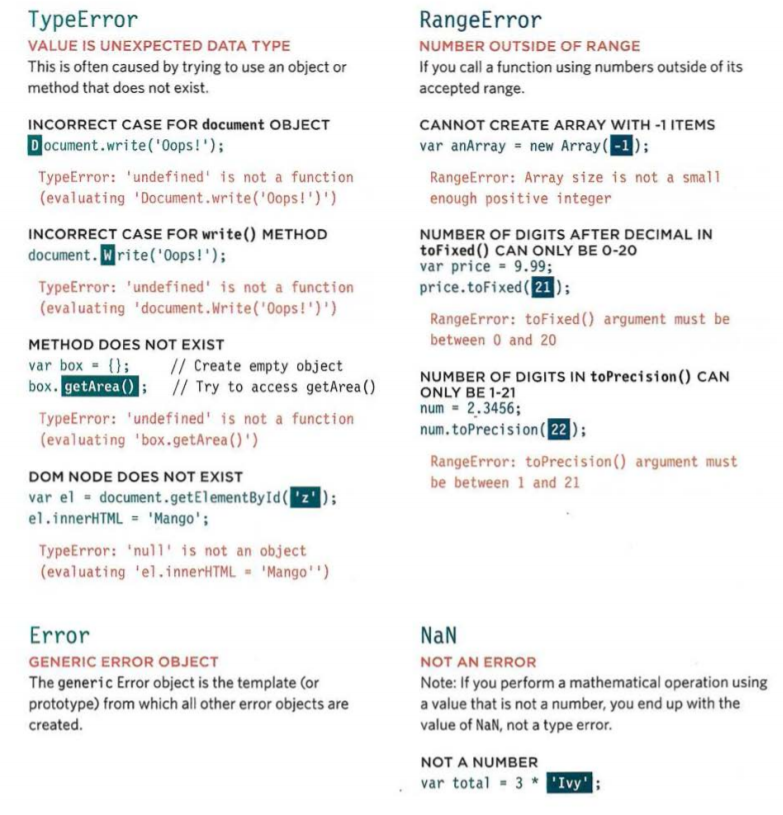 TypeError
VALUE IS UNEXPECTED DATA TYPE
This is often caused by trying to use an object or
method that does not exist.
INCORRECT CASE FOR document OBJECT
Document.write('Oops!');
TypeError: 'undefined' is not a function
(evaluating 'Document.write('Oops!')')
INCORRECT CASE FOR write() METHOD
document.Write('Oops!');
TypeError: 'undefined' is not a function
(evaluating 'document.Write('Oops!')')
METHOD DOES NOT EXIST
var box = {}; // Create empty object
box.getArea(); // Try to access getArea()
TypeError: 'undefined' is not a function
(evaluating 'box.getArea()')
DOM NODE DOES NOT EXIST
var el = document.getElementById('z');
el.innerHTML = 'Mango';
TypeError: 'null' is not an object
(evaluating 'el.innerHTML = 'Mango'')
Error
GENERIC ERROR OBJECT
The generic Error object is the template (or
prototype) from which all other error objects are
created.
RangeError
NUMBER OUTSIDE OF RANGE
If you call a function using numbers outside of its
accepted range.
CANNOT CREATE ARRAY WITH -1 ITEMS
var anArray = new Array(-1);
RangeError: Array size is not a small
enough positive integer
NUMBER OF DIGITS AFTER DECIMAL IN
toFixed() CAN ONLY BE 0-20
var price = 9.99;
price.toFixed(21);
RangeError: toFixed() argument must be
between 0 and 20
NUMBER OF DIGITS IN toPrecision() CAN
ONLY BE 1-21
num = 2.3456;
num.toPrecision(22);
RangeError: toPrecision() argument must
be between 1 and 21
NaN
NOT AN ERROR
Note: If you perform a mathematical operation using
a value that is not a number, you end up with the
value of NaN, not a type error.
NOT A NUMBER
var total = 3 * 'Ivy';